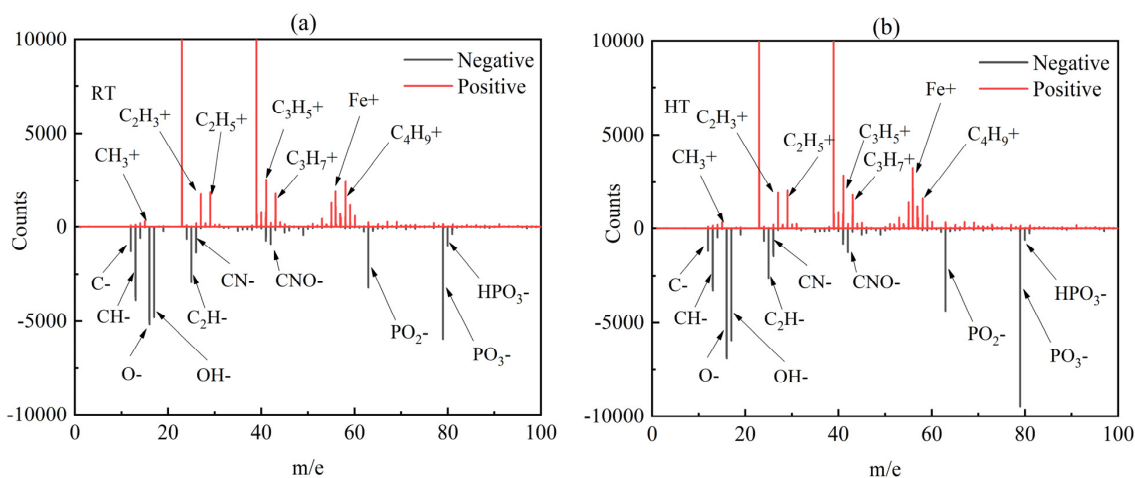 (a)
10000
5000
0
-5000
-10000
Counts
RT
Negative
Positive
CH₃+
C₂H₃+
C₂H₅+
C₃H₅+
C₃H₇+
Fe+
C₄H₉+
C-
CH-
O-
OH-
C₂H-
CN-
CNO-
PO₂-
HPO₃-
PO₃-
0 20 40 60 80 100
m/e
(b)
10000
5000
0
-5000
-10000
Counts
HT
Negative
Positive
CH₃+
C₂H₃+
C₂H₅+
C₃H₅+
C₃H₇+
Fe+
C₄H₉+
C-
CH-
O-
OH-
C₂H-
CN-
CNO-
PO₂-
HPO₃-
PO₃-
0 20 40 60 80 100
m/e